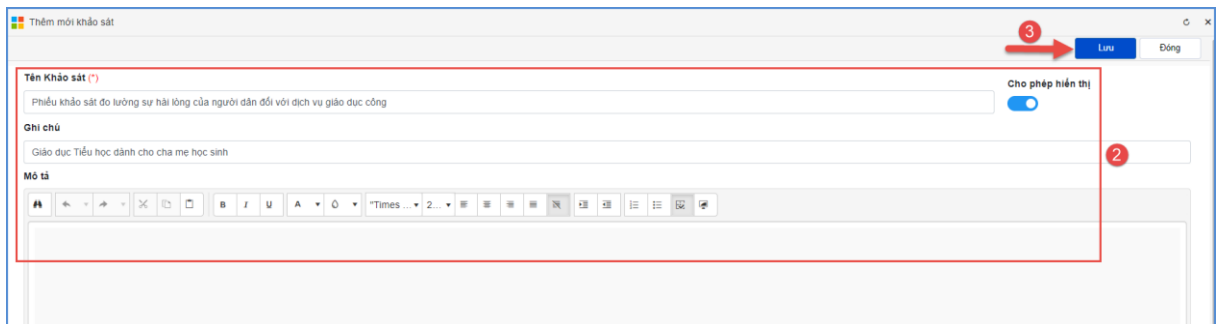 Thêm mới khảo sát
3
Lưu Đóng
Tên Khảo sát (*)
Cho phép hiển thị
Phiếu khảo sát đo lường sự hài lòng của người dân đối với dịch vụ giáo dục công
Ghi chú
Giáo dục Tiểu học dành cho cha mẹ học sinh
2
Mô tả
B I U A "Times ... 2...